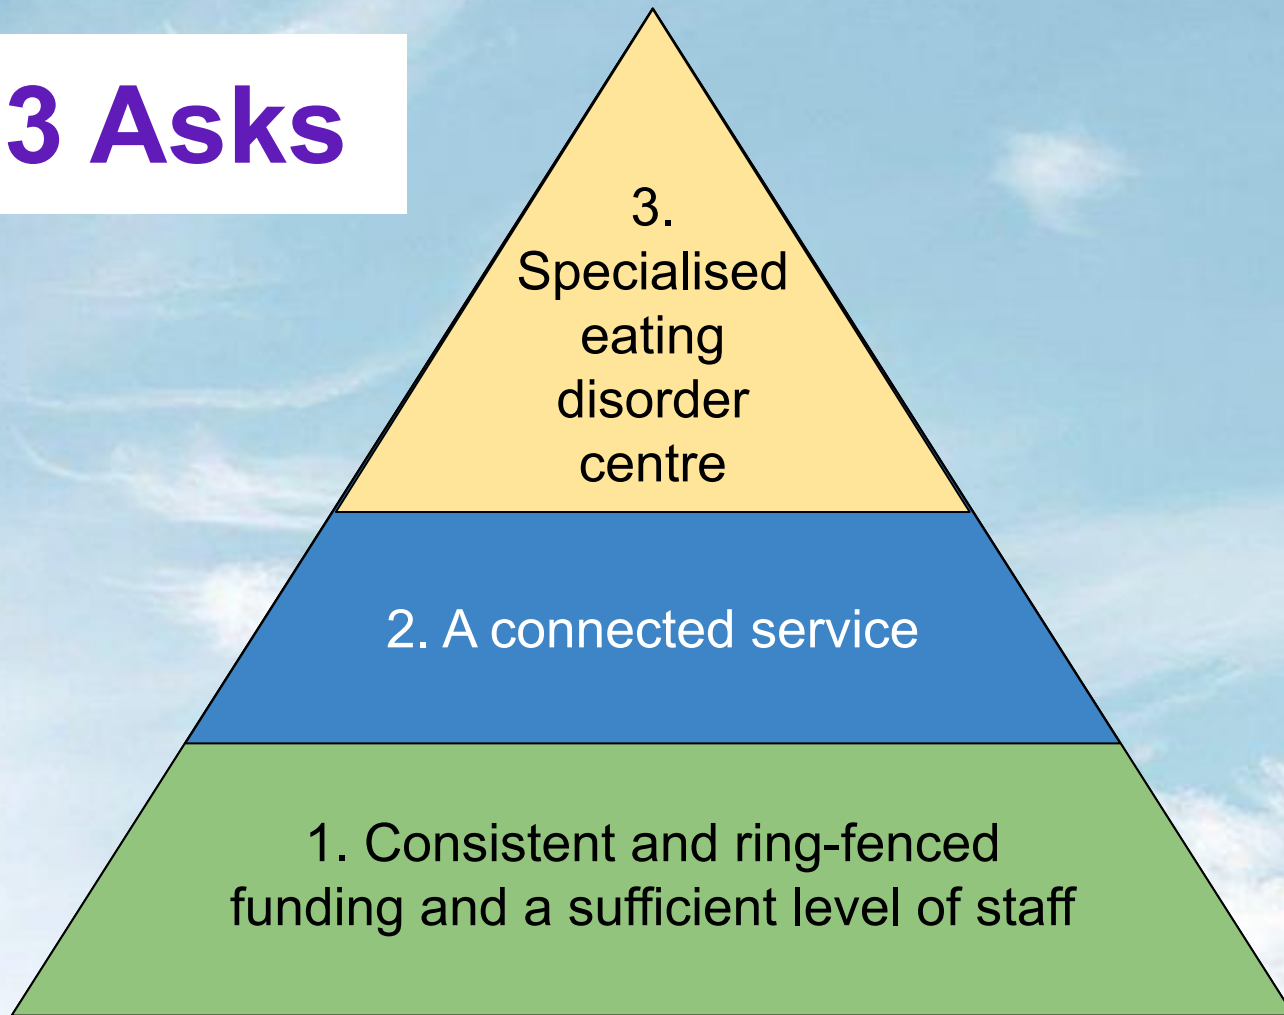 3 Asks
3.
Specialised
eating
disorder
centre
2. A connected service
1. Consistent and ring-fenced
funding and a sufficient level of staff